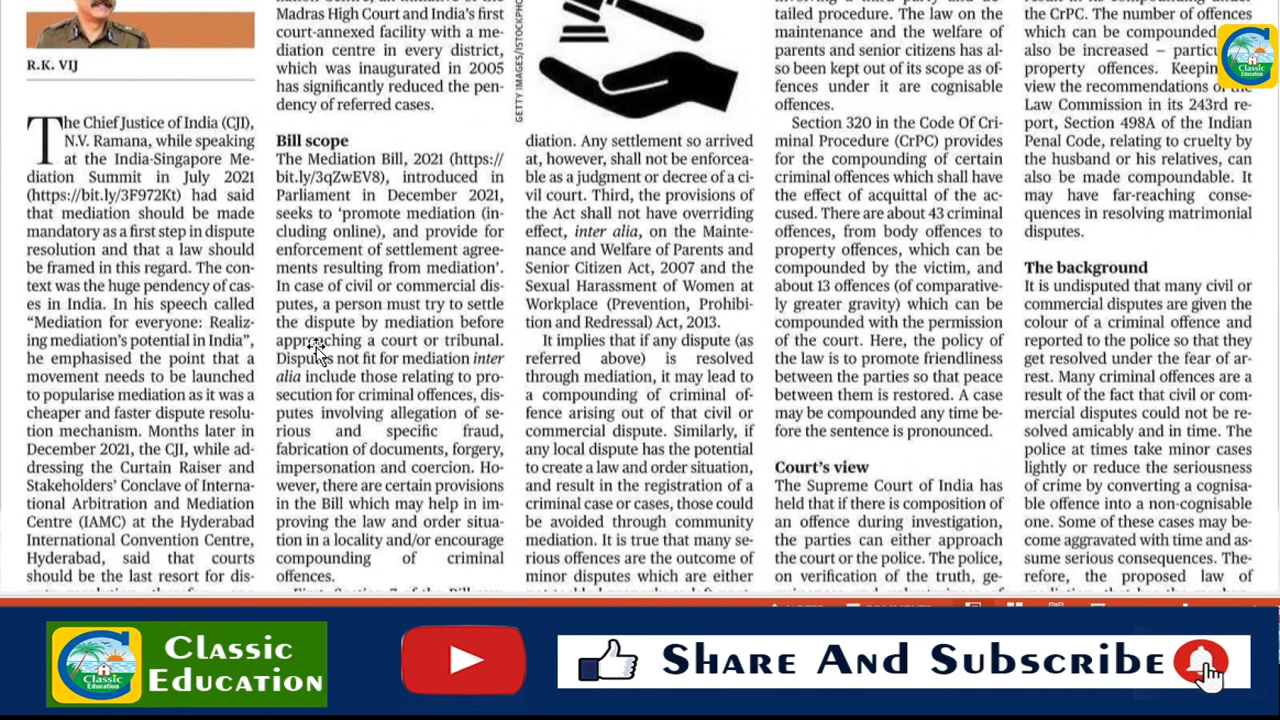 R.K. VIJ
The Chief Justice of India (CJI),
N.V. Ramana, while speaking
at the India-Singapore Me-
diation Summit in July 2021
(https://bit.ly/3F972Kt) had said
that mediation should be made
mandatory as a first step in dispute
resolution and that a law should
be framed in this regard. The con-
text was the huge pendency of cas-
es in India. In his speech called
“Mediation for everyone: Realiz-
ing mediation’s potential in India”,
he emphasised the point that a
movement needs to be launched
to popularise mediation as it was a
cheaper and faster dispute resolu-
tion mechanism. Months later in
December 2021, the CJI, while ad-
dressing the Curtain Raiser and
Stakeholders’ Conclave of Interna-
tional Arbitration and Mediation
Centre (IAMC) at the Hyderabad
International Convention Centre,
Hyderabad, said that courts
should be the last resort for dis-
Madras High Court and India’s first
court-annexed facility with a me-
diation centre in every district,
which was inaugurated in 2005
has significantly reduced the pen-
dency of referred cases.
Bill scope
The Mediation Bill, 2021 (https://
bit.ly/3qZwEV8), introduced in
Parliament in December 2021,
seeks to ‘promote mediation (in-
cluding online), and provide for
enforcement of settlement agree-
ments resulting from mediation’.
In case of civil or commercial dis-
putes, a person must try to settle
the dispute by mediation before
approaching a court or tribunal.
Disputes not fit for mediation inter
alia include those relating to pro-
secution for criminal offences, dis-
putes involving allegation of se-
rious and specific fraud,
fabrication of documents, forgery,
impersonation and coercion. Ho-
wever, there are certain provisions
in the Bill which may help in im-
proving the law and order situa-
tion in a locality and/or encourage
compounding of criminal
offences.
GETTY IMAGES/ISTOCKPHO
diation. Any settlement so arrived
at, however, shall not be enforcea-
ble as a judgment or decree of a ci-
vil court. Third, the provisions of
the Act shall not have overriding
effect, inter alia, on the Mainte-
nance and Welfare of Parents and
Senior Citizen Act, 2007 and the
Sexual Harassment of Women at
Workplace (Prevention, Prohibi-
tion and Redressal) Act, 2013.
It implies that if any dispute (as
referred above) is resolved
through mediation, it may lead to
a compounding of criminal of-
fence arising out of that civil or
commercial dispute. Similarly, if
any local dispute has the potential
to create a law and order situation,
and result in the registration of a
criminal case or cases, those could
be avoided through community
mediation. It is true that many se-
rious offences are the outcome of
minor disputes which are either
tailed procedure. The law on the
maintenance and the welfare of
parents and senior citizens has al-
so been kept out of its scope as of-
fences under it are cognisable
offences.
Section 320 in the Code Of Cri-
minal Procedure (CrPC) provides
for the compounding of certain
criminal offences which shall have
the effect of acquittal of the ac-
cused. There are about 43 criminal
offences, from body offences to
property offences, which can be
compounded by the victim, and
about 13 offences (of comparative-
ly greater gravity) which can be
compounded with the permission
of the court. Here, the policy of
the law is to promote friendliness
between the parties so that peace
between them is restored. A case
may be compounded any time be-
fore the sentence is pronounced.
Court’s view
The Supreme Court of India has
held that if there is composition of
an offence during investigation,
the parties can either approach
the court or the police. The police,
on verification of the truth, ge-
the CrPC. The number of offences
which can be compounded
also be increased – particu
property offences. Keepin
view the recommendations of the
Law Commission in its 243rd re-
port, Section 498A of the Indian
Penal Code, relating to cruelty by
the husband or his relatives, can
also be made compoundable. It
may have far-reaching conse-
quences in resolving matrimonial
disputes.
The background
It is undisputed that many civil or
commercial disputes are given the
colour of a criminal offence and
reported to the police so that they
get resolved under the fear of ar-
rest. Many criminal offences are a
result of the fact that civil or com-
mercial disputes could not be re-
solved amicably and in time. The
police at times take minor cases
lightly or reduce the seriousness
of crime by converting a cognisa-
ble offence into a non-cognisable
one. Some of these cases may be-
come aggravated with time and as-
sume serious consequences. The-
refore, the proposed law of
Classic
Education
Classic
Education
Classic
Education
Share And Subscribe